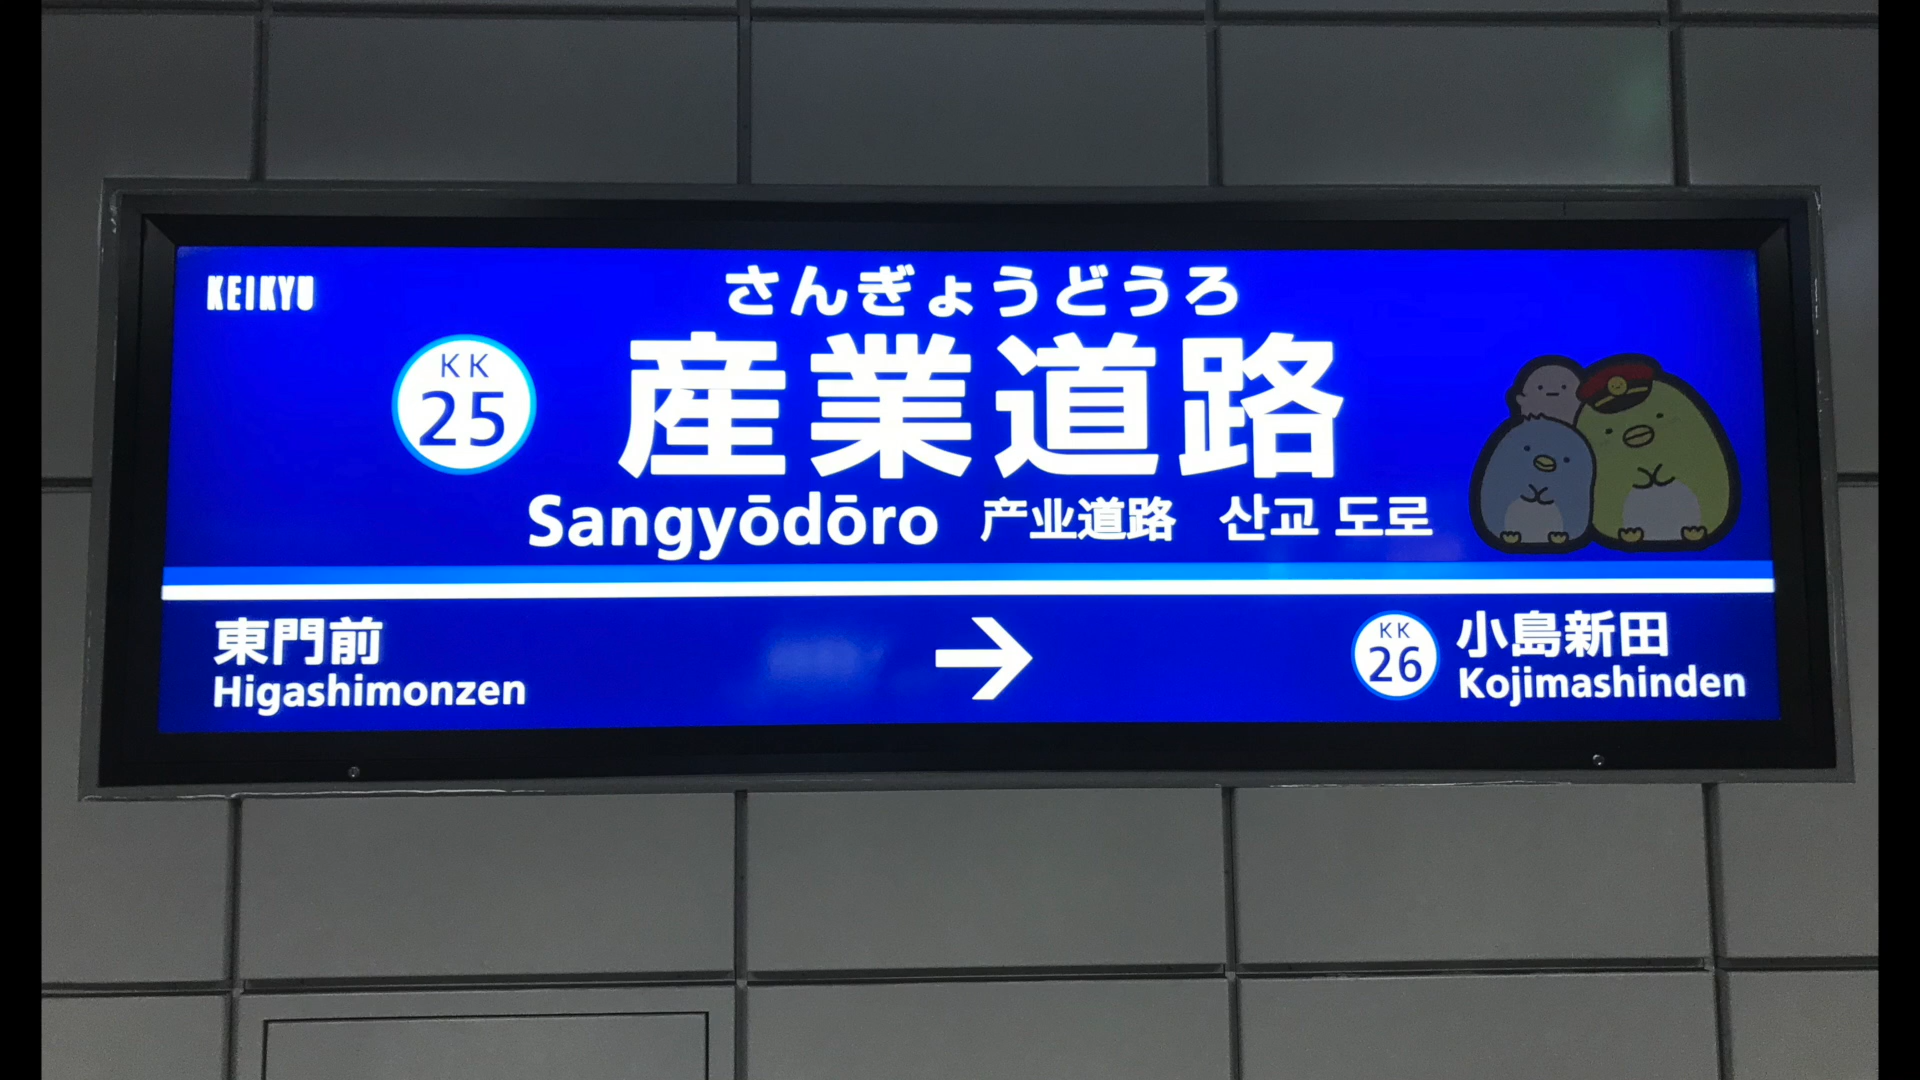 KEIKYU
さんぎょうどうろ
KK
25
産業道路
Sangyōdōro 产业道路 산교 도로
東門前
Higashimonzen
→
KK
26
小島新田
Kojimashinden